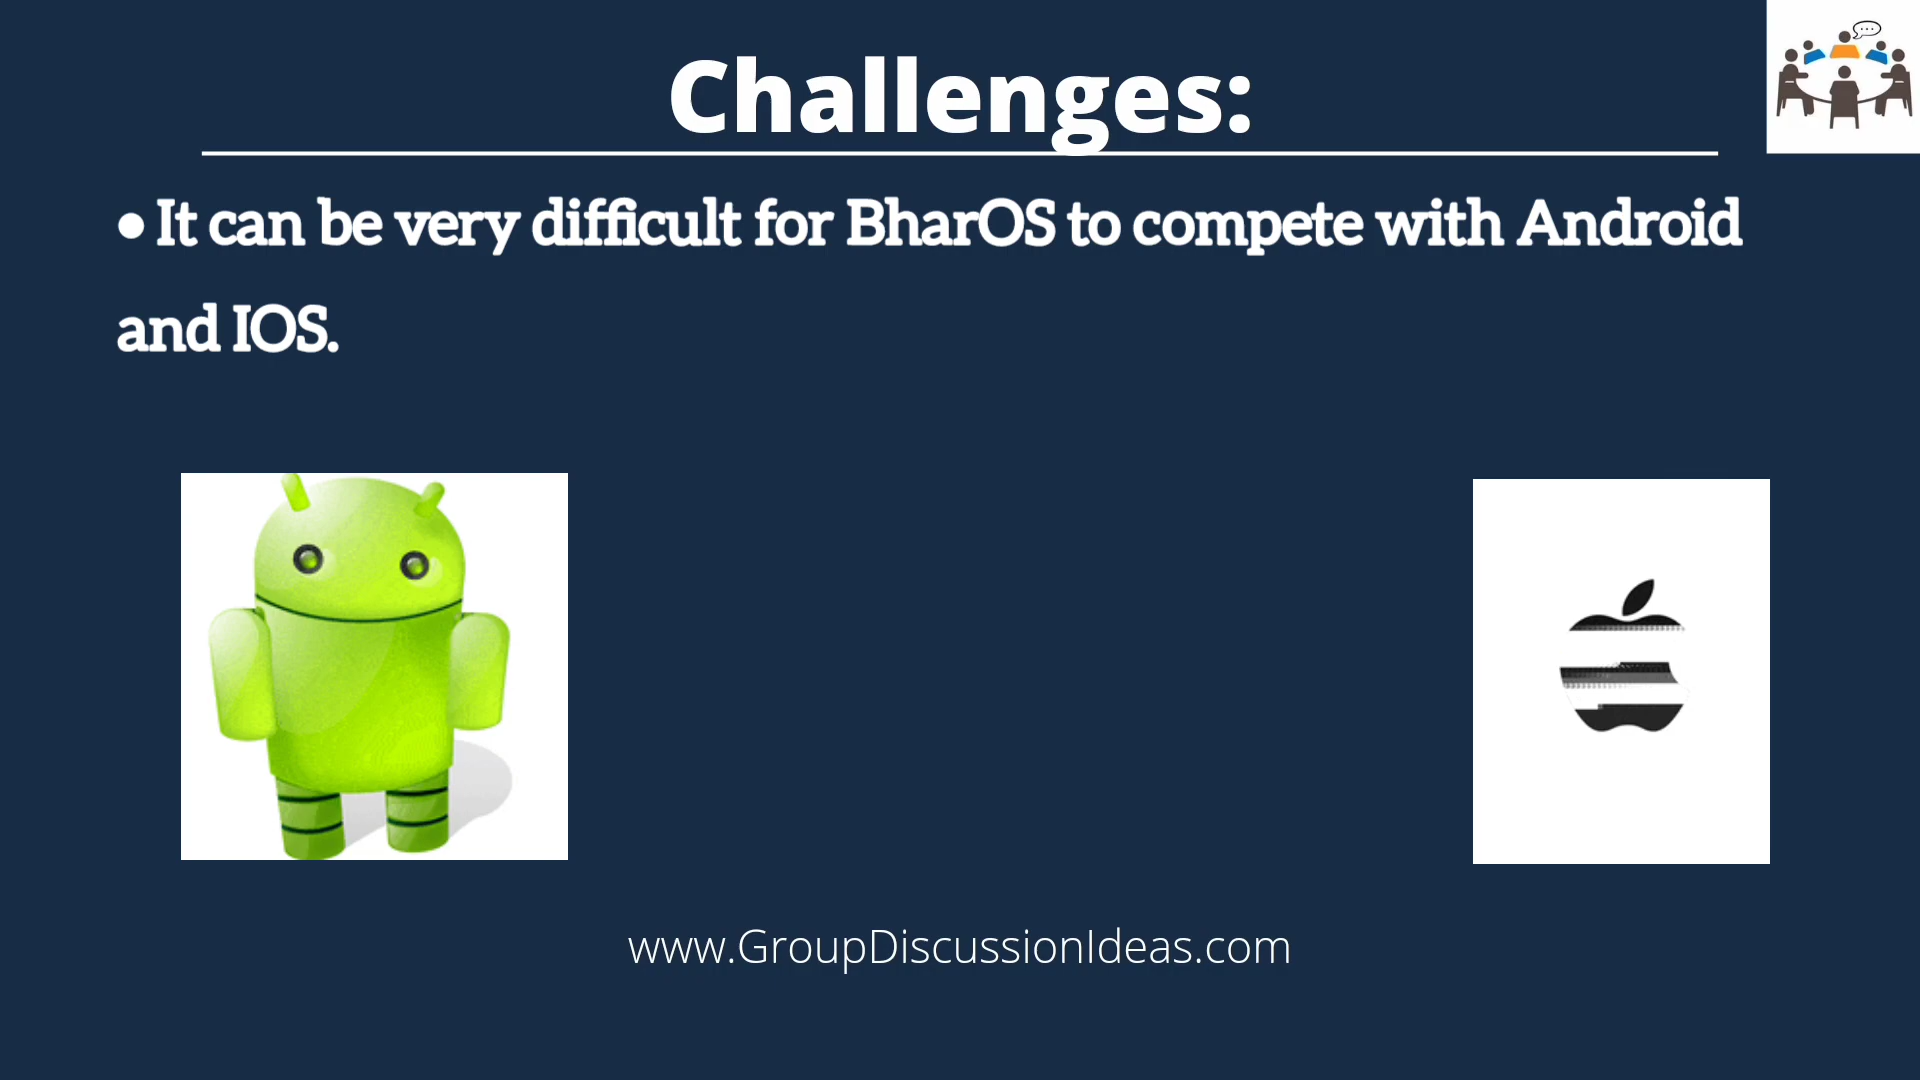 Challenges:
• It can be very difficult for BharOS to compete with Android
and IOS.
www.GroupDiscussionIdeas.com